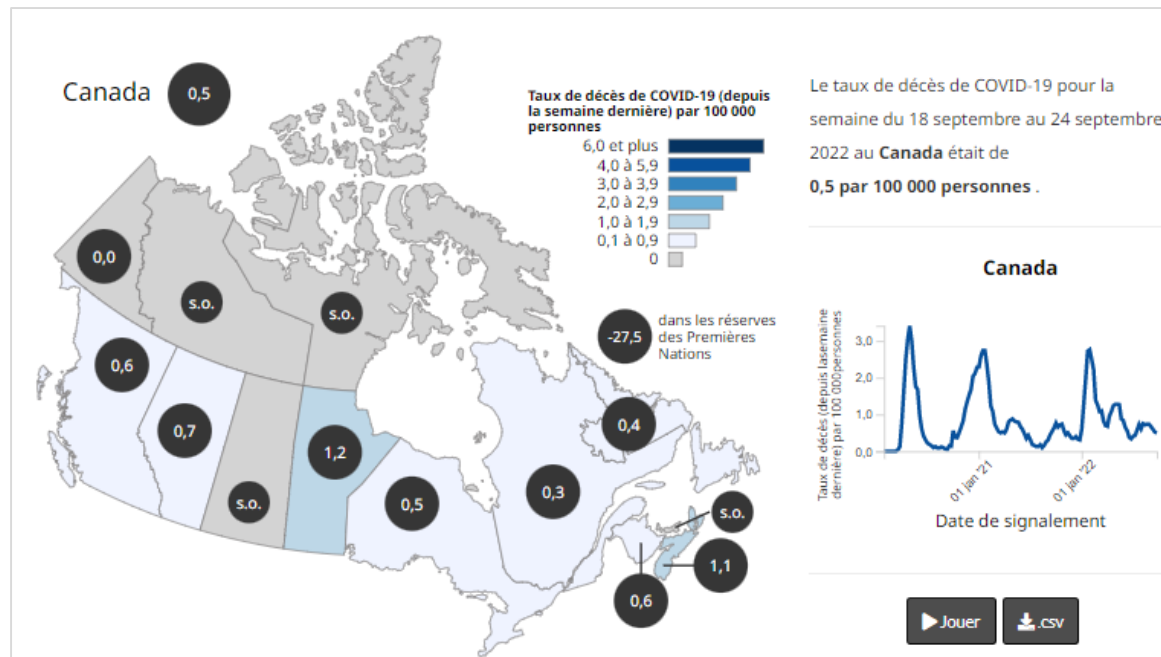 Canada
0,5
Taux de décès de COVID-19 (depuis
la semaine dernière) par 100 000
personnes
6,0 et plus
4,0 à 5,9
3,0 à 3,9
2,0 à 2,9
1,0 à 1,9
0,1 à 0,9
0
0,0
s.o.
s.o.
-27,5
dans les réserves
des Premières
Nations
0,6
0,7
s.o.
1,2
0,5
0,3
0,4
s.o.
1,1
0,6
Le taux de décès de COVID-19 pour la
semaine du 18 septembre au 24 septembre
2022 au Canada était de
0,5 par 100 000 personnes .
Canada
Taux de décès (depuis lasemaine
dernière) par 100 000personnes
3,0
2,0
1,0
0,0
01 jan '21
01 jan '22
Date de signalement
Jouer
.csv